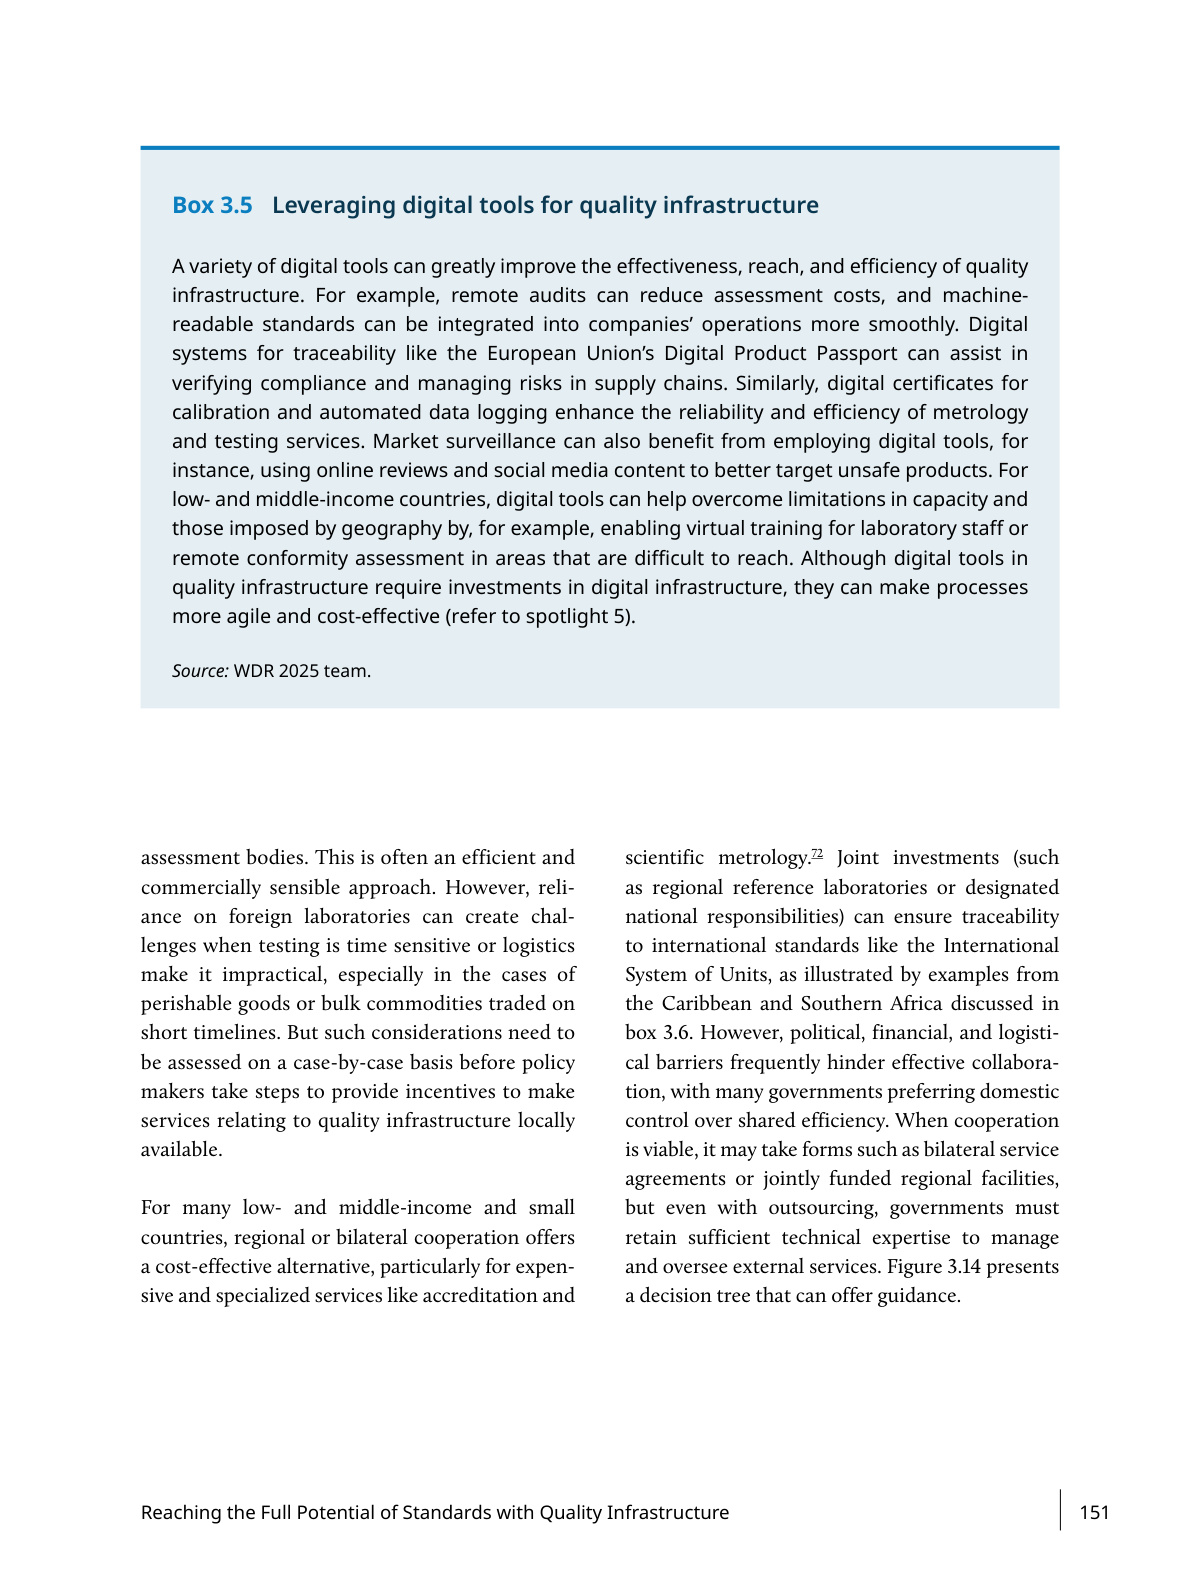 Box 3.5 Leveraging digital tools for quality infrastructure
A variety of digital tools can greatly improve the effectiveness, reach, and efficiency of quality
infrastructure. For example, remote audits can reduce assessment costs, and machine-
readable standards can be integrated into companies’ operations more smoothly. Digital
systems for traceability like the European Union’s Digital Product Passport can assist in
verifying compliance and managing risks in supply chains. Similarly, digital certificates for
calibration and automated data logging enhance the reliability and efficiency of metrology
and testing services. Market surveillance can also benefit from employing digital tools, for
instance, using online reviews and social media content to better target unsafe products. For
low- and middle-income countries, digital tools can help overcome limitations in capacity and
those imposed by geography by, for example, enabling virtual training for laboratory staff or
remote conformity assessment in areas that are difficult to reach. Although digital tools in
quality infrastructure require investments in digital infrastructure, they can make processes
more agile and cost-effective (refer to spotlight 5).
Source: WDR 2025 team.
assessment bodies. This is often an efficient and
commercially sensible approach. However, reli-
ance on foreign laboratories can create chal-
lenges when testing is time sensitive or logistics
make it impractical, especially in the cases of
perishable goods or bulk commodities traded on
short timelines. But such considerations need to
be assessed on a case-by-case basis before policy
makers take steps to provide incentives to make
services relating to quality infrastructure locally
available.
For many low- and middle-income and small
countries, regional or bilateral cooperation offers
a cost-effective alternative, particularly for expen-
sive and specialized services like accreditation and
scientific metrology.72 Joint investments (such
as regional reference laboratories or designated
national responsibilities) can ensure traceability
to international standards like the International
System of Units, as illustrated by examples from
the Caribbean and Southern Africa discussed in
box 3.6. However, political, financial, and logisti-
cal barriers frequently hinder effective collabora-
tion, with many governments preferring domestic
control over shared efficiency. When cooperation
is viable, it may take forms such as bilateral service
agreements or jointly funded regional facilities,
but even with outsourcing, governments must
retain sufficient technical expertise to manage
and oversee external services. Figure 3.14 presents
a decision tree that can offer guidance.
Reaching the Full Potential of Standards with Quality Infrastructure
151